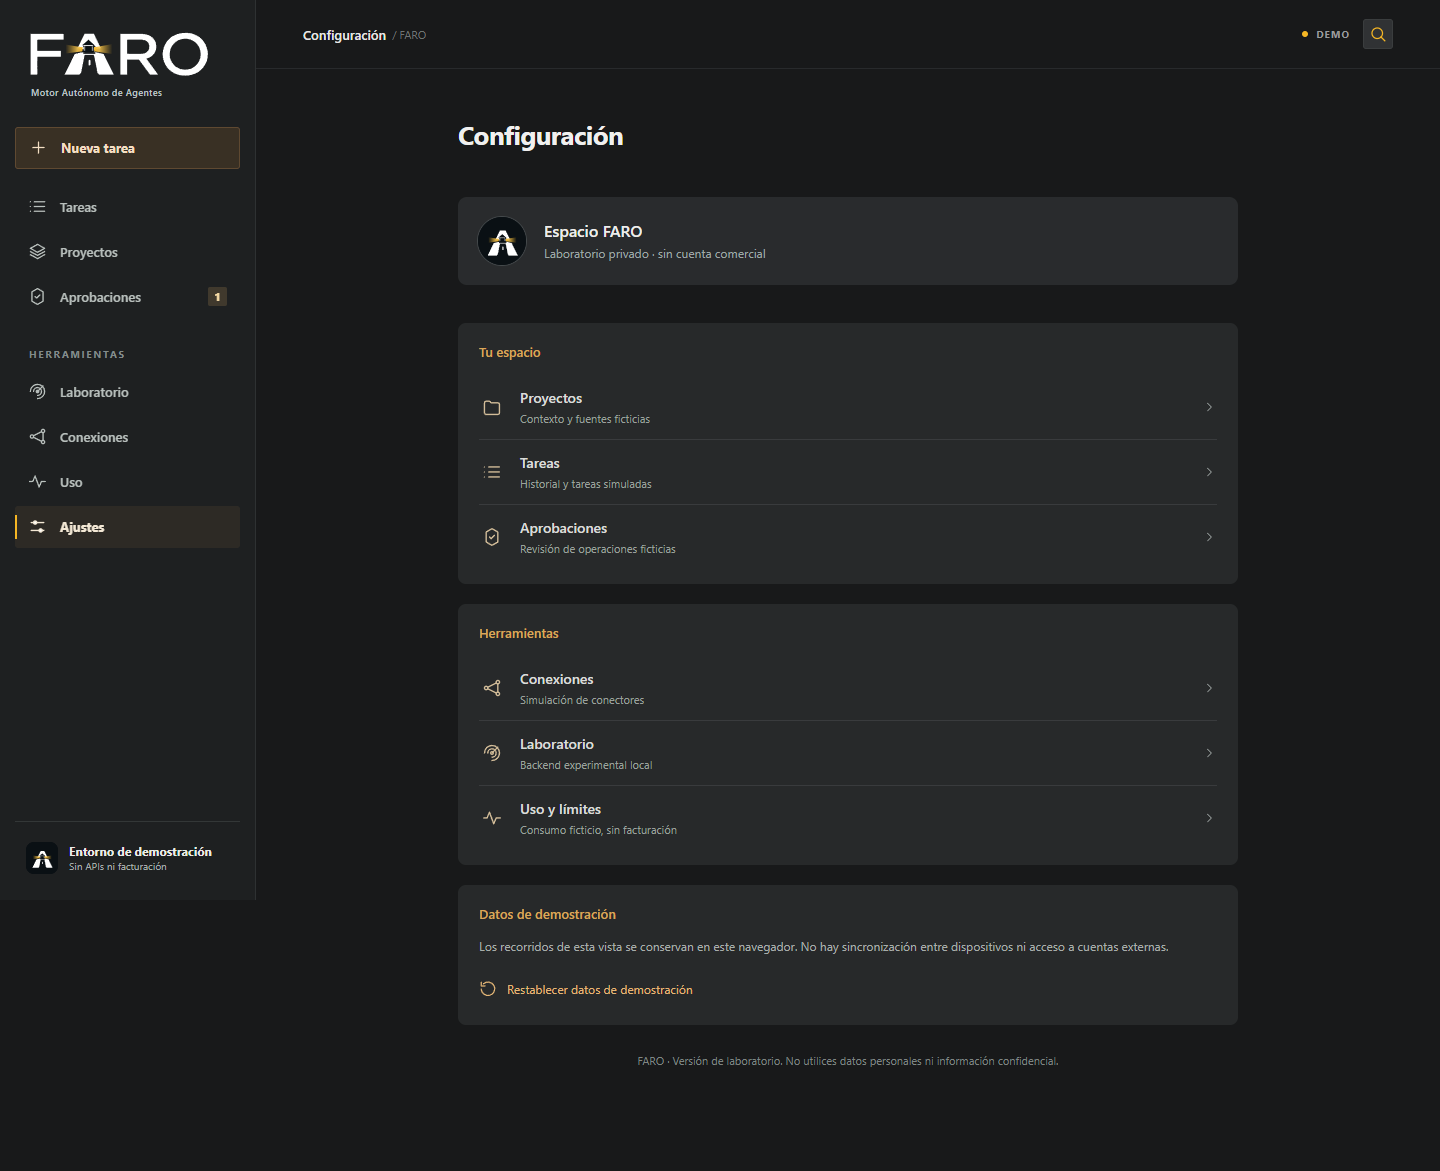 FARO
Motor Autónomo de Agentes
Nueva tarea
Tareas
Proyectos
Aprobaciones 1
HERRAMIENTAS
Laboratorio
Conexiones
Uso
Ajustes
Entorno de demostración
Sin APIs ni facturación
Configuración / FARO
DEMO
Configuración
Espacio FARO
Laboratorio privado · sin cuenta comercial
Tu espacio
Proyectos
Contexto y fuentes ficticias
Tareas
Historial y tareas simuladas
Aprobaciones
Revisión de operaciones ficticias
Herramientas
Conexiones
Simulación de conectores
Laboratorio
Backend experimental local
Uso y límites
Consumo ficticio, sin facturación
Datos de demostración
Los recorridos de esta vista se conservan en este navegador. No hay sincronización entre dispositivos ni acceso a cuentas externas.
Restablecer datos de demostración
FARO · Versión de laboratorio. No utilices datos personales ni información confidencial.